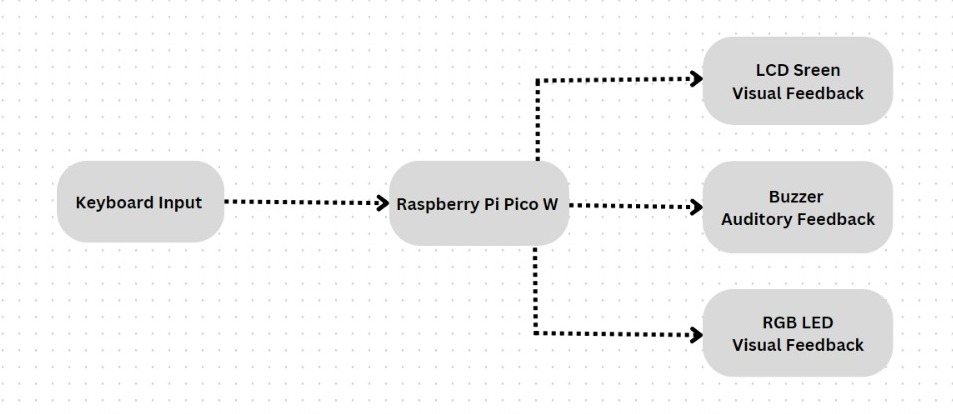 Keyboard Input
Raspberry Pi Pico W
LCD Sreen
Visual Feedback
Buzzer
Auditory Feedback
RGB LED
Visual Feedback